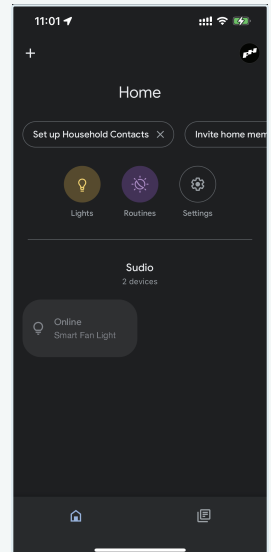 11:01
Home
Set up Household Contacts
Invite home mem
Lights
Routines
Settings
Sudio
2 devices
Online
Smart Fan Light